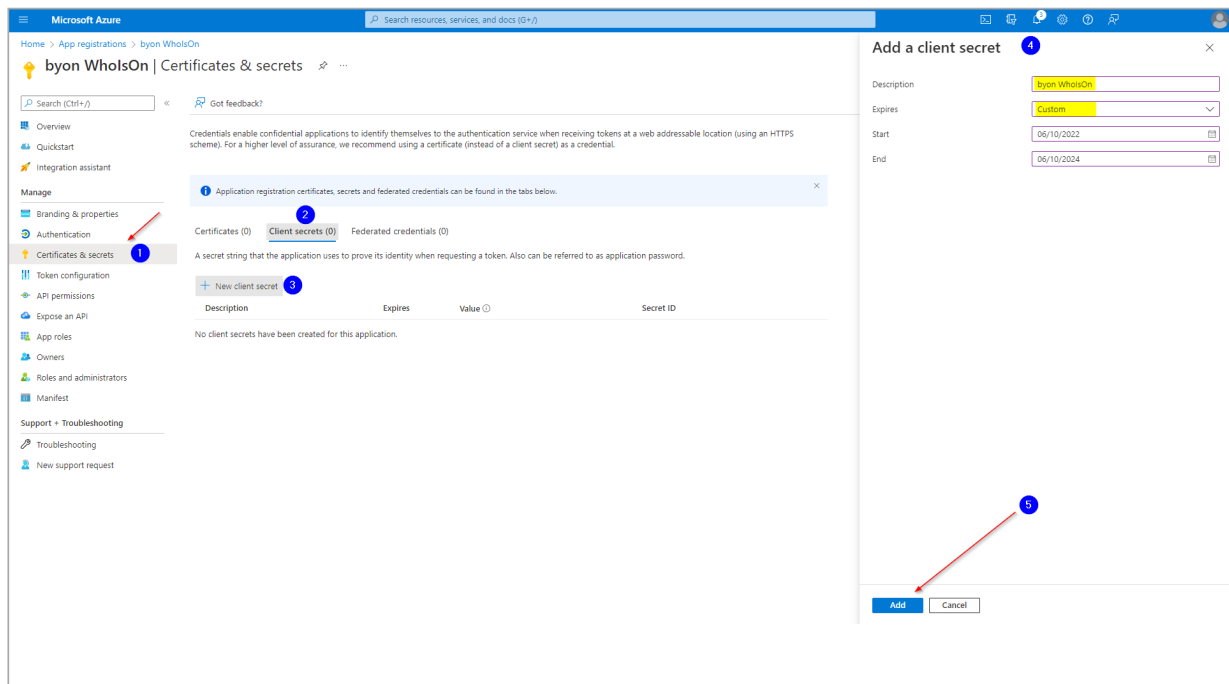 Microsoft Azure
Search resources, services, and docs (G+/)
3
Home > App registrations > byon WhoIsOn
byon WhoIsOn | Certificates & secrets
Search (Ctrl+/)
Overview
Quickstart
Integration assistant
Manage
Branding & properties
Authentication
Certificates & secrets
1
Token configuration
API permissions
Expose an API
App roles
Owners
Roles and administrators
Manifest
Support + Troubleshooting
Troubleshooting
New support request
Got feedback?
Credentials enable confidential applications to identify themselves to the authentication service when receiving tokens at a web addressable location (using an HTTPS
scheme). For a higher level of assurance, we recommend using a certificate (instead of a client secret) as a credential.
Application registration certificates, secrets and federated credentials can be found in the tabs below.
2
Certificates (0) Client secrets (0) Federated credentials (0)
A secret string that the application uses to prove its identity when requesting a token. Also can be referred to as application password.
New client secret 3
Description Expires Value Secret ID
No client secrets have been created for this application.
Add a client secret 4
Description byon WhoIsOn
Expires Custom
Start 06/10/2022
End 06/10/2024
5
Add Cancel